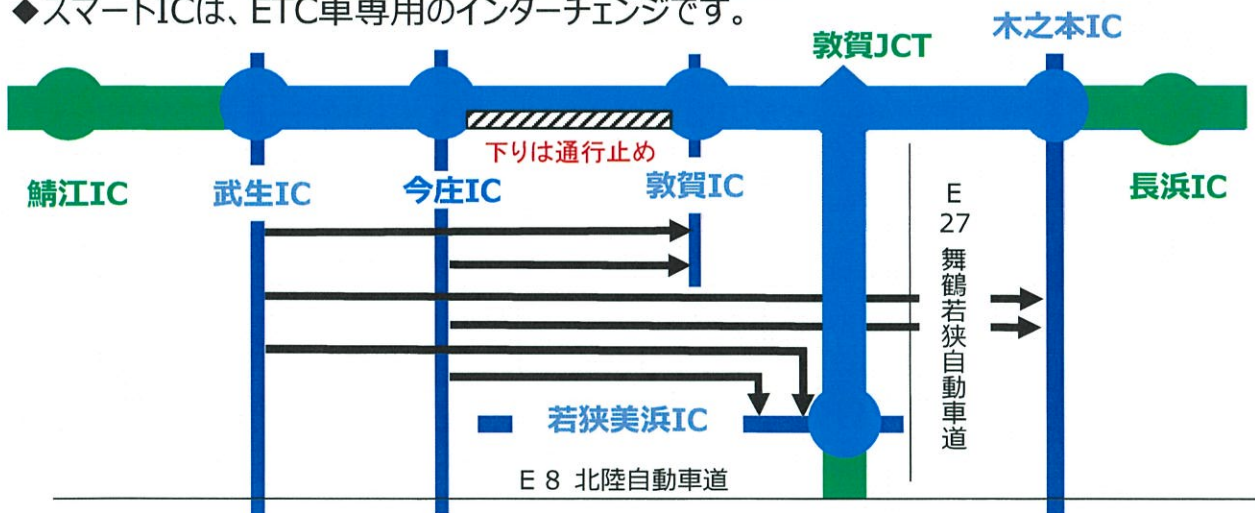 ◆スマートICは、ETC車専用のインターチェンジです。
木之本IC
敦賀JCT
下りは通行止め
鯖江IC
武生IC
今庄IC
敦賀IC
長浜IC
E
27
舞鶴若狭自動車道
若狭美浜IC
E 8 北陸自動車道